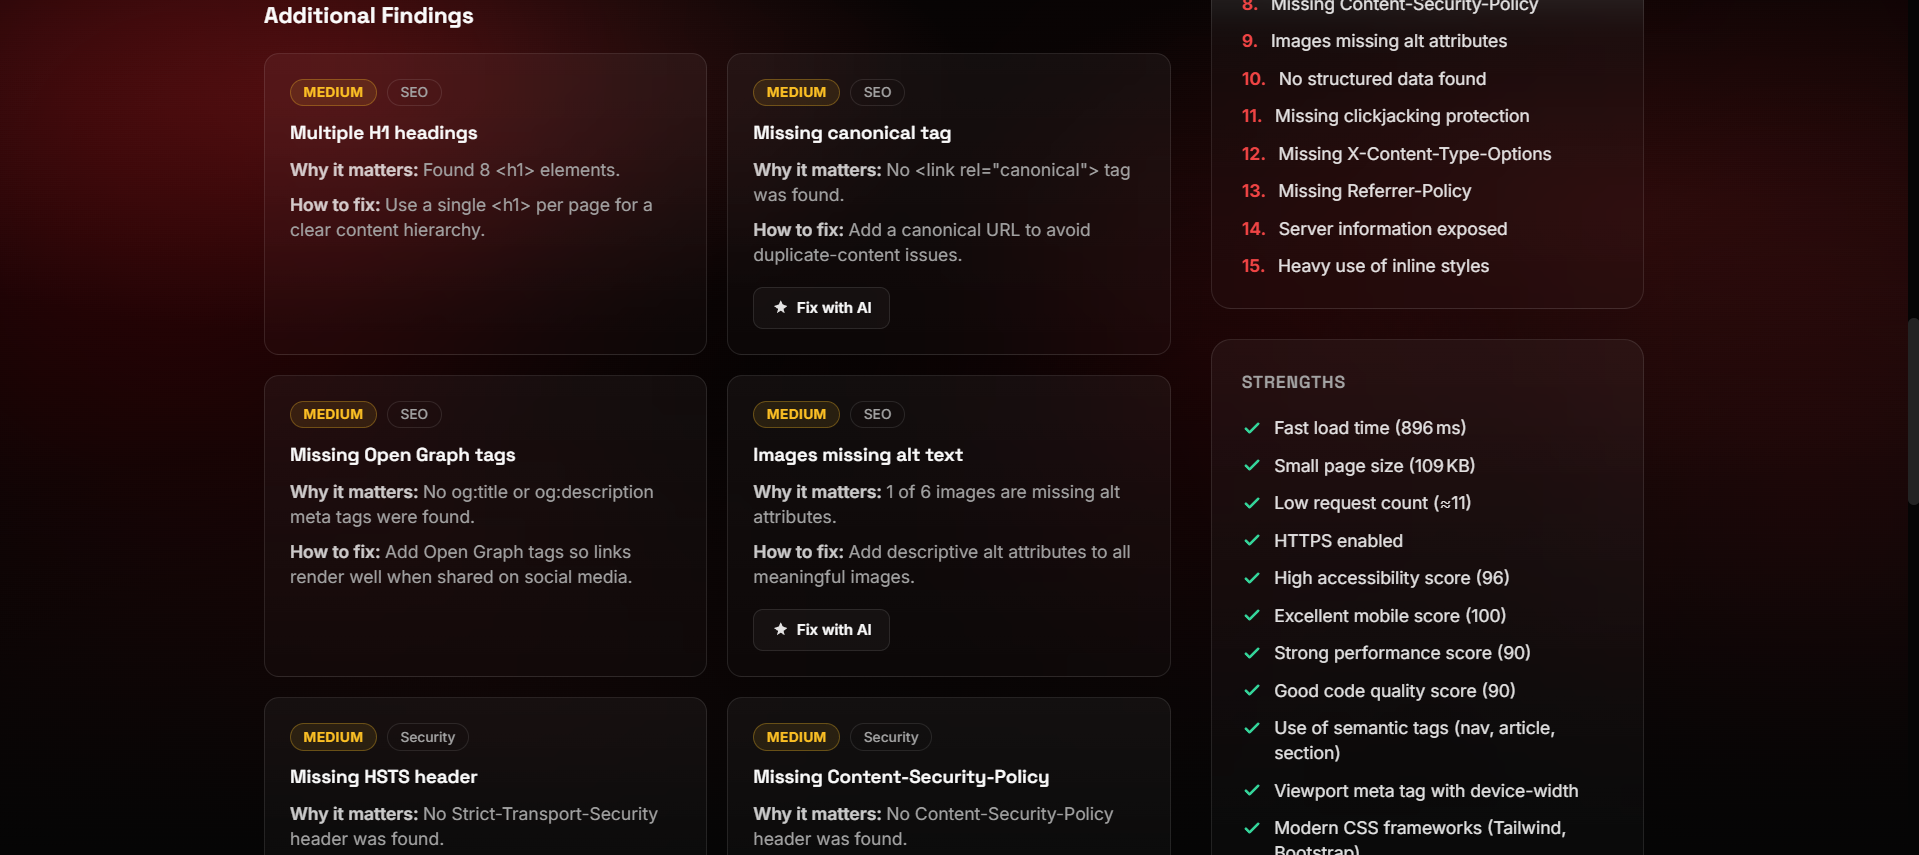 Additional Findings
MEDIUM SEO
Multiple H1 headings
Why it matters: Found 8 <h1> elements.
How to fix: Use a single <h1> per page for a
clear content hierarchy.
MEDIUM SEO
Missing canonical tag
Why it matters: No <link rel="canonical"> tag
was found.
How to fix: Add a canonical URL to avoid
duplicate-content issues.
Fix with AI
MEDIUM SEO
Missing Open Graph tags
Why it matters: No og:title or og:description
meta tags were found.
How to fix: Add Open Graph tags so links
render well when shared on social media.
MEDIUM SEO
Images missing alt text
Why it matters: 1 of 6 images are missing alt
attributes.
How to fix: Add descriptive alt attributes to all
meaningful images.
Fix with AI
MEDIUM Security
Missing HSTS header
Why it matters: No Strict-Transport-Security
header was found.
MEDIUM Security
Missing Content-Security-Policy
Why it matters: No Content-Security-Policy
header was found.
8. Missing Content-Security-Policy
9. Images missing alt attributes
10. No structured data found
11. Missing clickjacking protection
12. Missing X-Content-Type-Options
13. Missing Referrer-Policy
14. Server information exposed
15. Heavy use of inline styles
STRENGTHS
Fast load time (896 ms)
Small page size (109 KB)
Low request count (≈11)
HTTPS enabled
High accessibility score (96)
Excellent mobile score (100)
Strong performance score (90)
Good code quality score (90)
Use of semantic tags (nav, article,
section)
Viewport meta tag with device-width
Modern CSS frameworks (Tailwind,
Bootstrap)